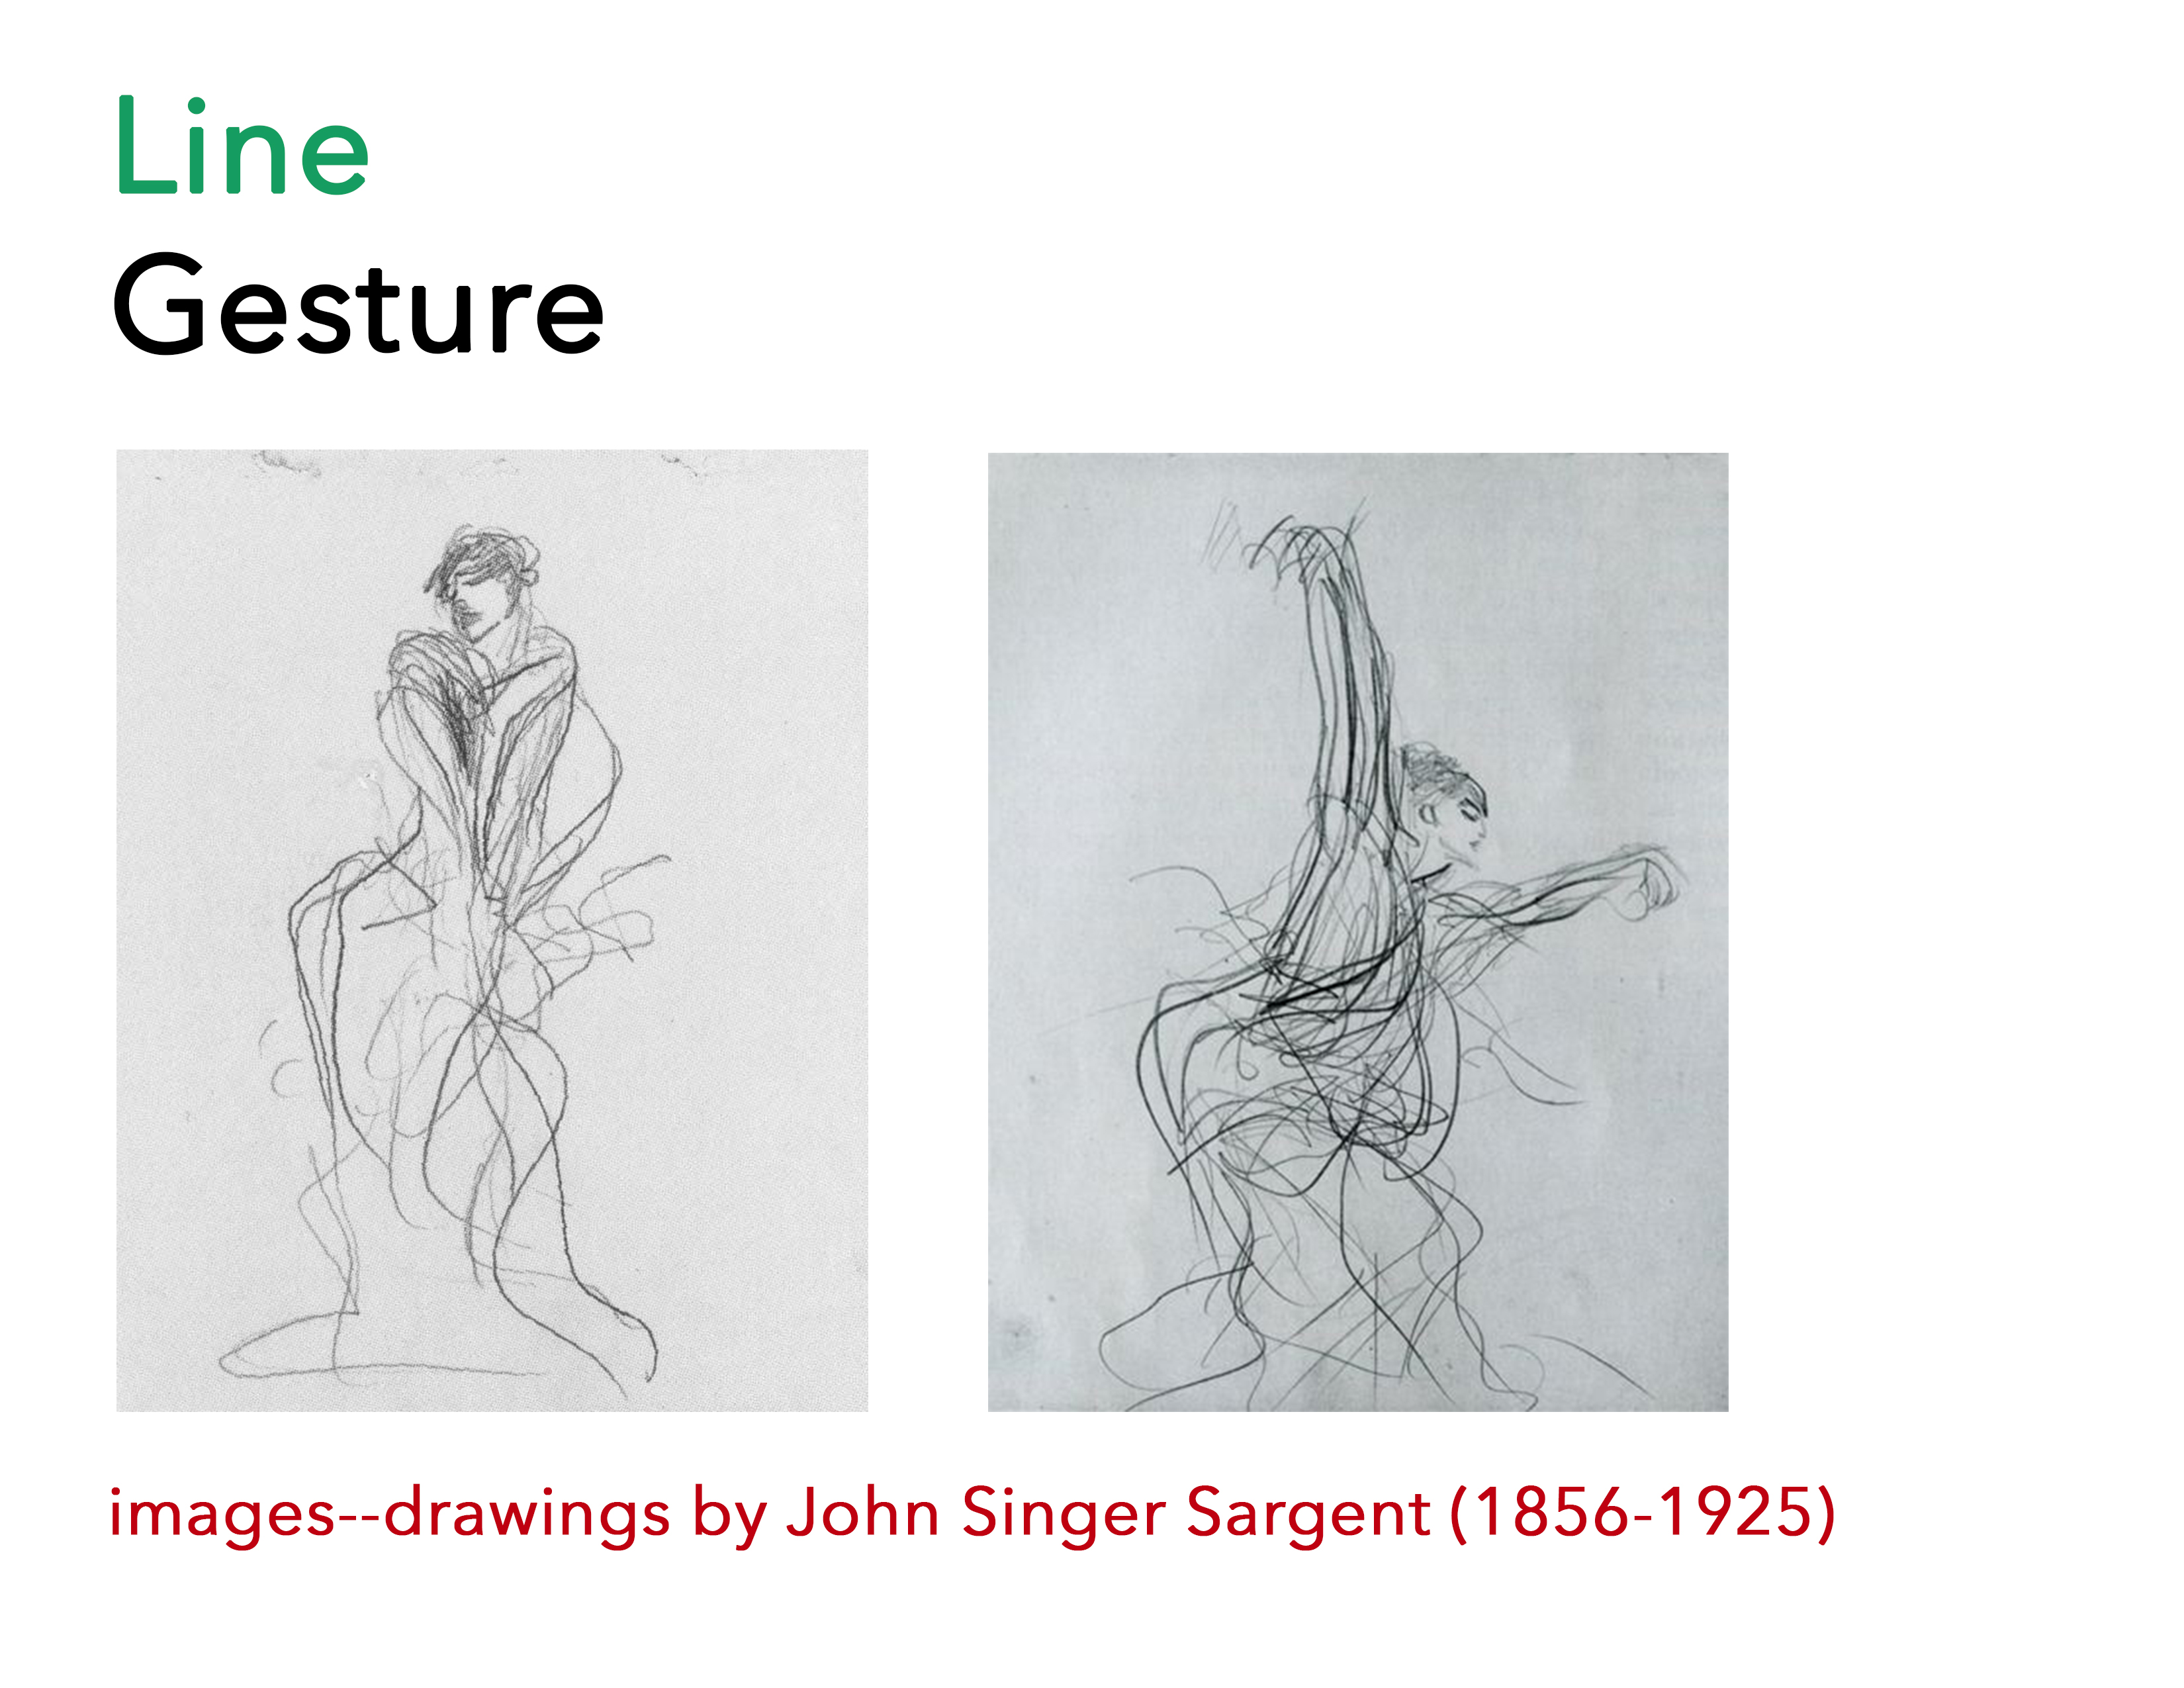 Line
Gesture
images--drawings by John Singer Sargent (1856-1925)